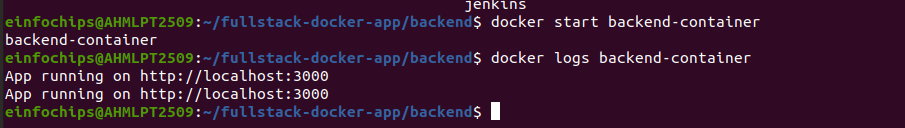 jenkins
einfochips@AHMLPT2509:~/fullstack-docker-app/backend$ docker start backend-container
backend-container
einfochips@AHMLPT2509:~/fullstack-docker-app/backend$ docker logs backend-container
App running on http://localhost:3000
App running on http://localhost:3000
einfochips@AHMLPT2509:~/fullstack-docker-app/backend$